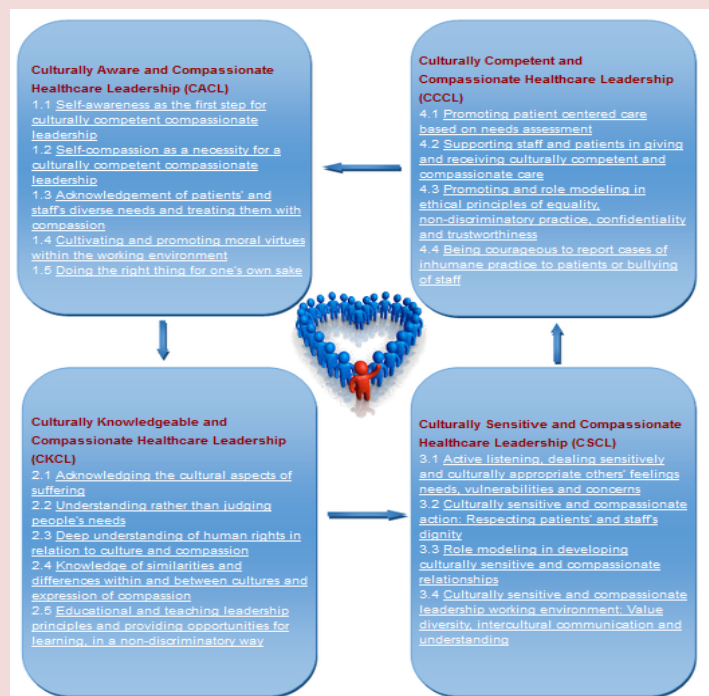 Culturally Aware and Compassionate
Healthcare Leadership (CACL)
1.1 Self-awareness as the first step for
culturally competent compassionate
leadership
1.2 Self-compassion as a necessity for a
culturally competent compassionate
leadership
1.3 Acknowledgement of patients' and
staff's diverse needs and treating them with
compassion
1.4 Cultivating and promoting moral virtues
within the working environment
1.5 Doing the right thing for one's own sake
Culturally Knowledgeable and
Compassionate Healthcare Leadership
(CKCL)
2.1 Acknowledging the cultural aspects of
suffering
2.2 Understanding rather than judging
people's needs
2.3 Deep understanding of human rights in
relation to culture and compassion
2.4 Knowledge of similarities and
differences within and between cultures and
expression of compassion
2.5 Educational and teaching leadership
principles and providing opportunities for
learning, in a non-discriminatory way
Culturally Sensitive and Compassionate
Healthcare Leadership (CSCL)
3.1 Active listening, dealing sensitively
and culturally appropriate others' feelings
needs, vulnerabilities and concerns
3.2 Culturally sensitive and compassionate
action: Respecting patients' and staff's
dignity
3.3 Role modeling in developing
culturally sensitive and compassionate
relationships
3.4 Culturally sensitive and compassionate
leadership working environment: Value
diversity, intercultural communication and
understanding
Culturally Competent and
Compassionate Healthcare Leadership
(CCCL)
4.1 Promoting patient centered care
based on needs assessment
4.2 Supporting staff and patients in giving
and receiving culturally competent and
compassionate care
4.3 Promoting and role modeling in
ethical principles of equality,
non-discriminatory practice, confidentiality
and trustworthiness
4.4 Being courageous to report cases of
inhumane practice to patients or bullying
of staff